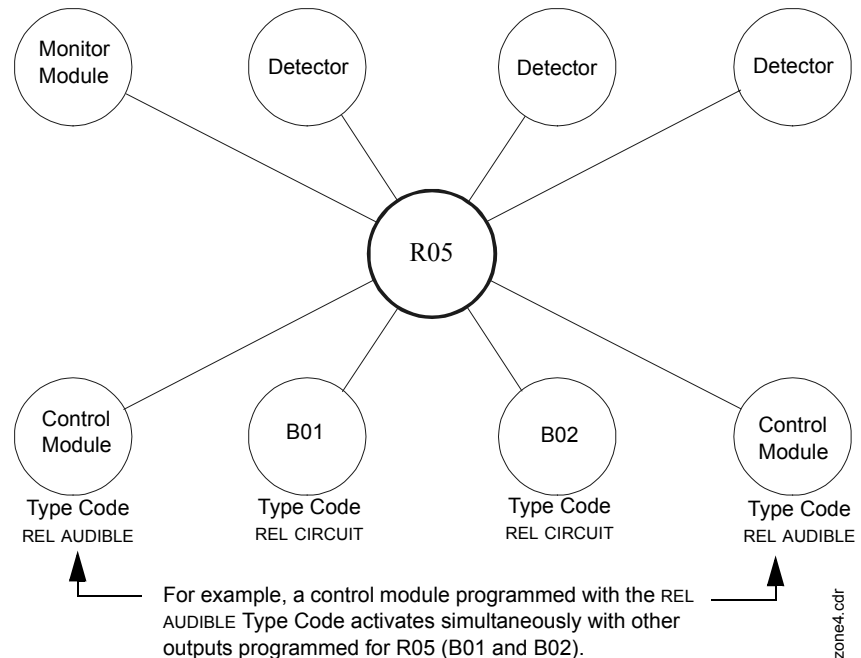 Monitor
Module
Detector
Detector
Detector
R05
Control
Module
B01
B02
Control
Module
Type Code
REL AUDIBLE
Type Code
REL CIRCUIT
Type Code
REL CIRCUIT
Type Code
REL AUDIBLE
For example, a control module programmed with the REL
AUDIBLE Type Code activates simultaneously with other
outputs programmed for R05 (B01 and B02).
zone4.cdr